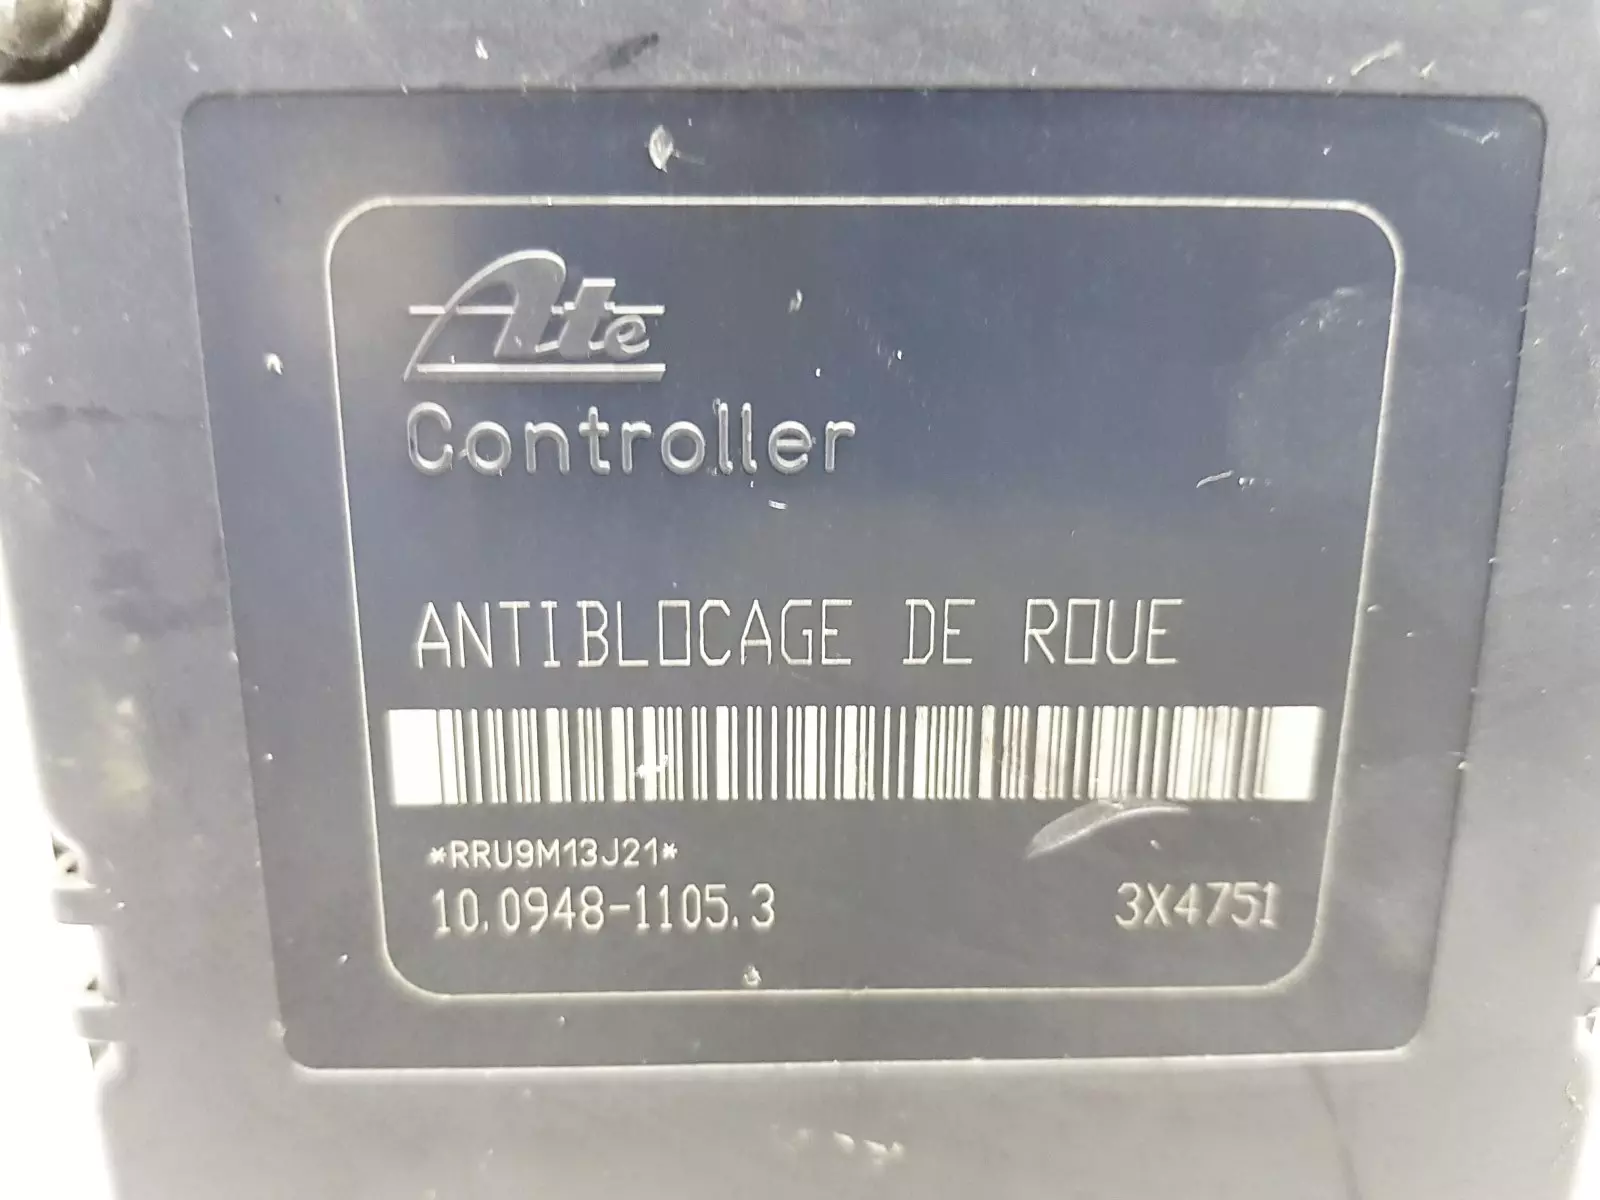 Ate
Controller
ANTIBLOCAGE DE ROUE
*RRU9M13J21*
10.0948-1105.3 3X4751